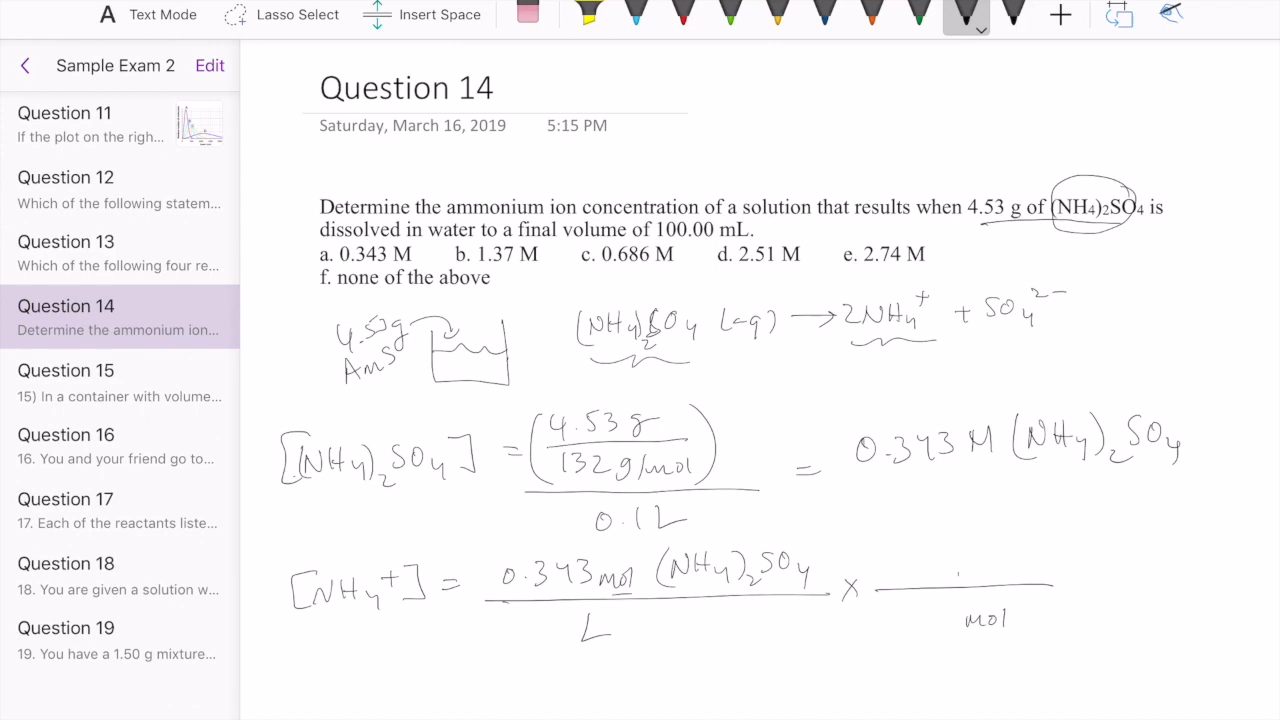 A Text Mode Lasso Select Insert Space
Sample Exam 2 Edit
Question 11
If the plot on the righ...
Question 12
Which of the following statem...
Question 13
Which of the following four re...
Question 14
Determine the ammonium ion...
Question 15
15) In a container with volume...
Question 16
16. You and your friend go to...
Question 17
17. Each of the reactants liste...
Question 18
18. You are given a solution w...
Question 19
19. You have a 1.50 g mixture...
Question 14
Saturday, March 16, 2019 5:15 PM
Determine the ammonium ion concentration of a solution that results when 4.53 g of (NH4)2SO4 is
dissolved in water to a final volume of 100.00 mL.
a. 0.343 M b. 1.37 M c. 0.686 M d. 2.51 M e. 2.74 M
f. none of the above
4.53g
AmS
(NH4)2SO4 (aq) → 2NH4+ + SO4 2-
[(NH4)2SO4] = (4.53 g
132 g/mol)
0.1L
= 0.343 M (NH4)2SO4
[NH4+] = 0.343 mol (NH4)2SO4 ×
L
mol